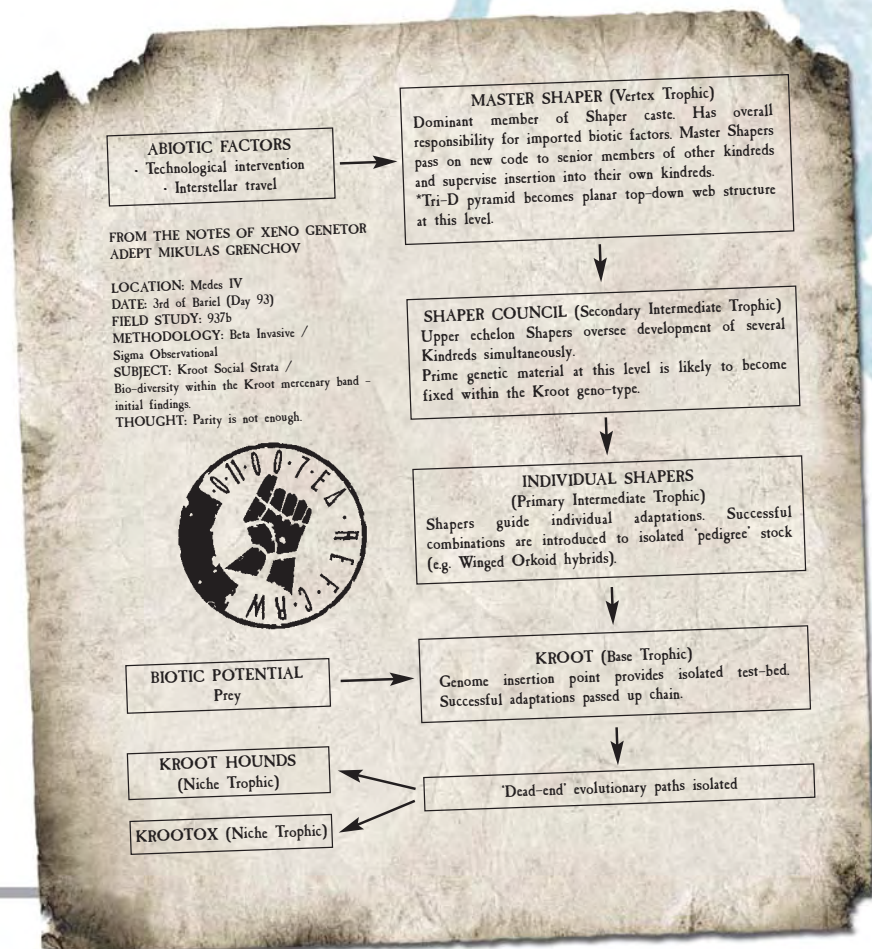 ABIOTIC FACTORS
· Technological intervention
· Interstellar travel
MASTER SHAPER (Vertex Trophic)
Dominant member of Shaper caste. Has overall
responsibility for imported biotic factors. Master Shapers
pass on new code to senior members of other kindreds
and supervise insertion into their own kindreds.
*Tri-D pyramid becomes planar top-down web structure
at this level.
FROM THE NOTES OF XENO GENETOR
ADEPT MIKULAS GRENCHOV
LOCATION: Medes IV
DATE: 3rd of Bariel (Day 93)
FIELD STUDY: 937b
METHODOLOGY: Beta Invasive /
Sigma Observational
SUBJECT: Kroot Social Strata /
Bio-diversity within the Kroot mercenary band –
initial findings.
THOUGHT: Parity is not enough.
SHAPER COUNCIL (Secondary Intermediate Trophic)
Upper echelon Shapers oversee development of several
Kindreds simultaneously.
Prime genetic material at this level is likely to become
fixed within the Kroot geno-type.
INDIVIDUAL SHAPERS
(Primary Intermediate Trophic)
Shapers guide individual adaptations. Successful
combinations are introduced to isolated 'pedigree' stock
(e.g. Winged Orkoid hybrids).
BIOTIC POTENTIAL
Prey
KROOT (Base Trophic)
Genome insertion point provides isolated test-bed.
Successful adaptations passed up chain.
KROOT HOUNDS
(Niche Trophic)
'Dead-end' evolutionary paths isolated
KROOTOX (Niche Trophic)